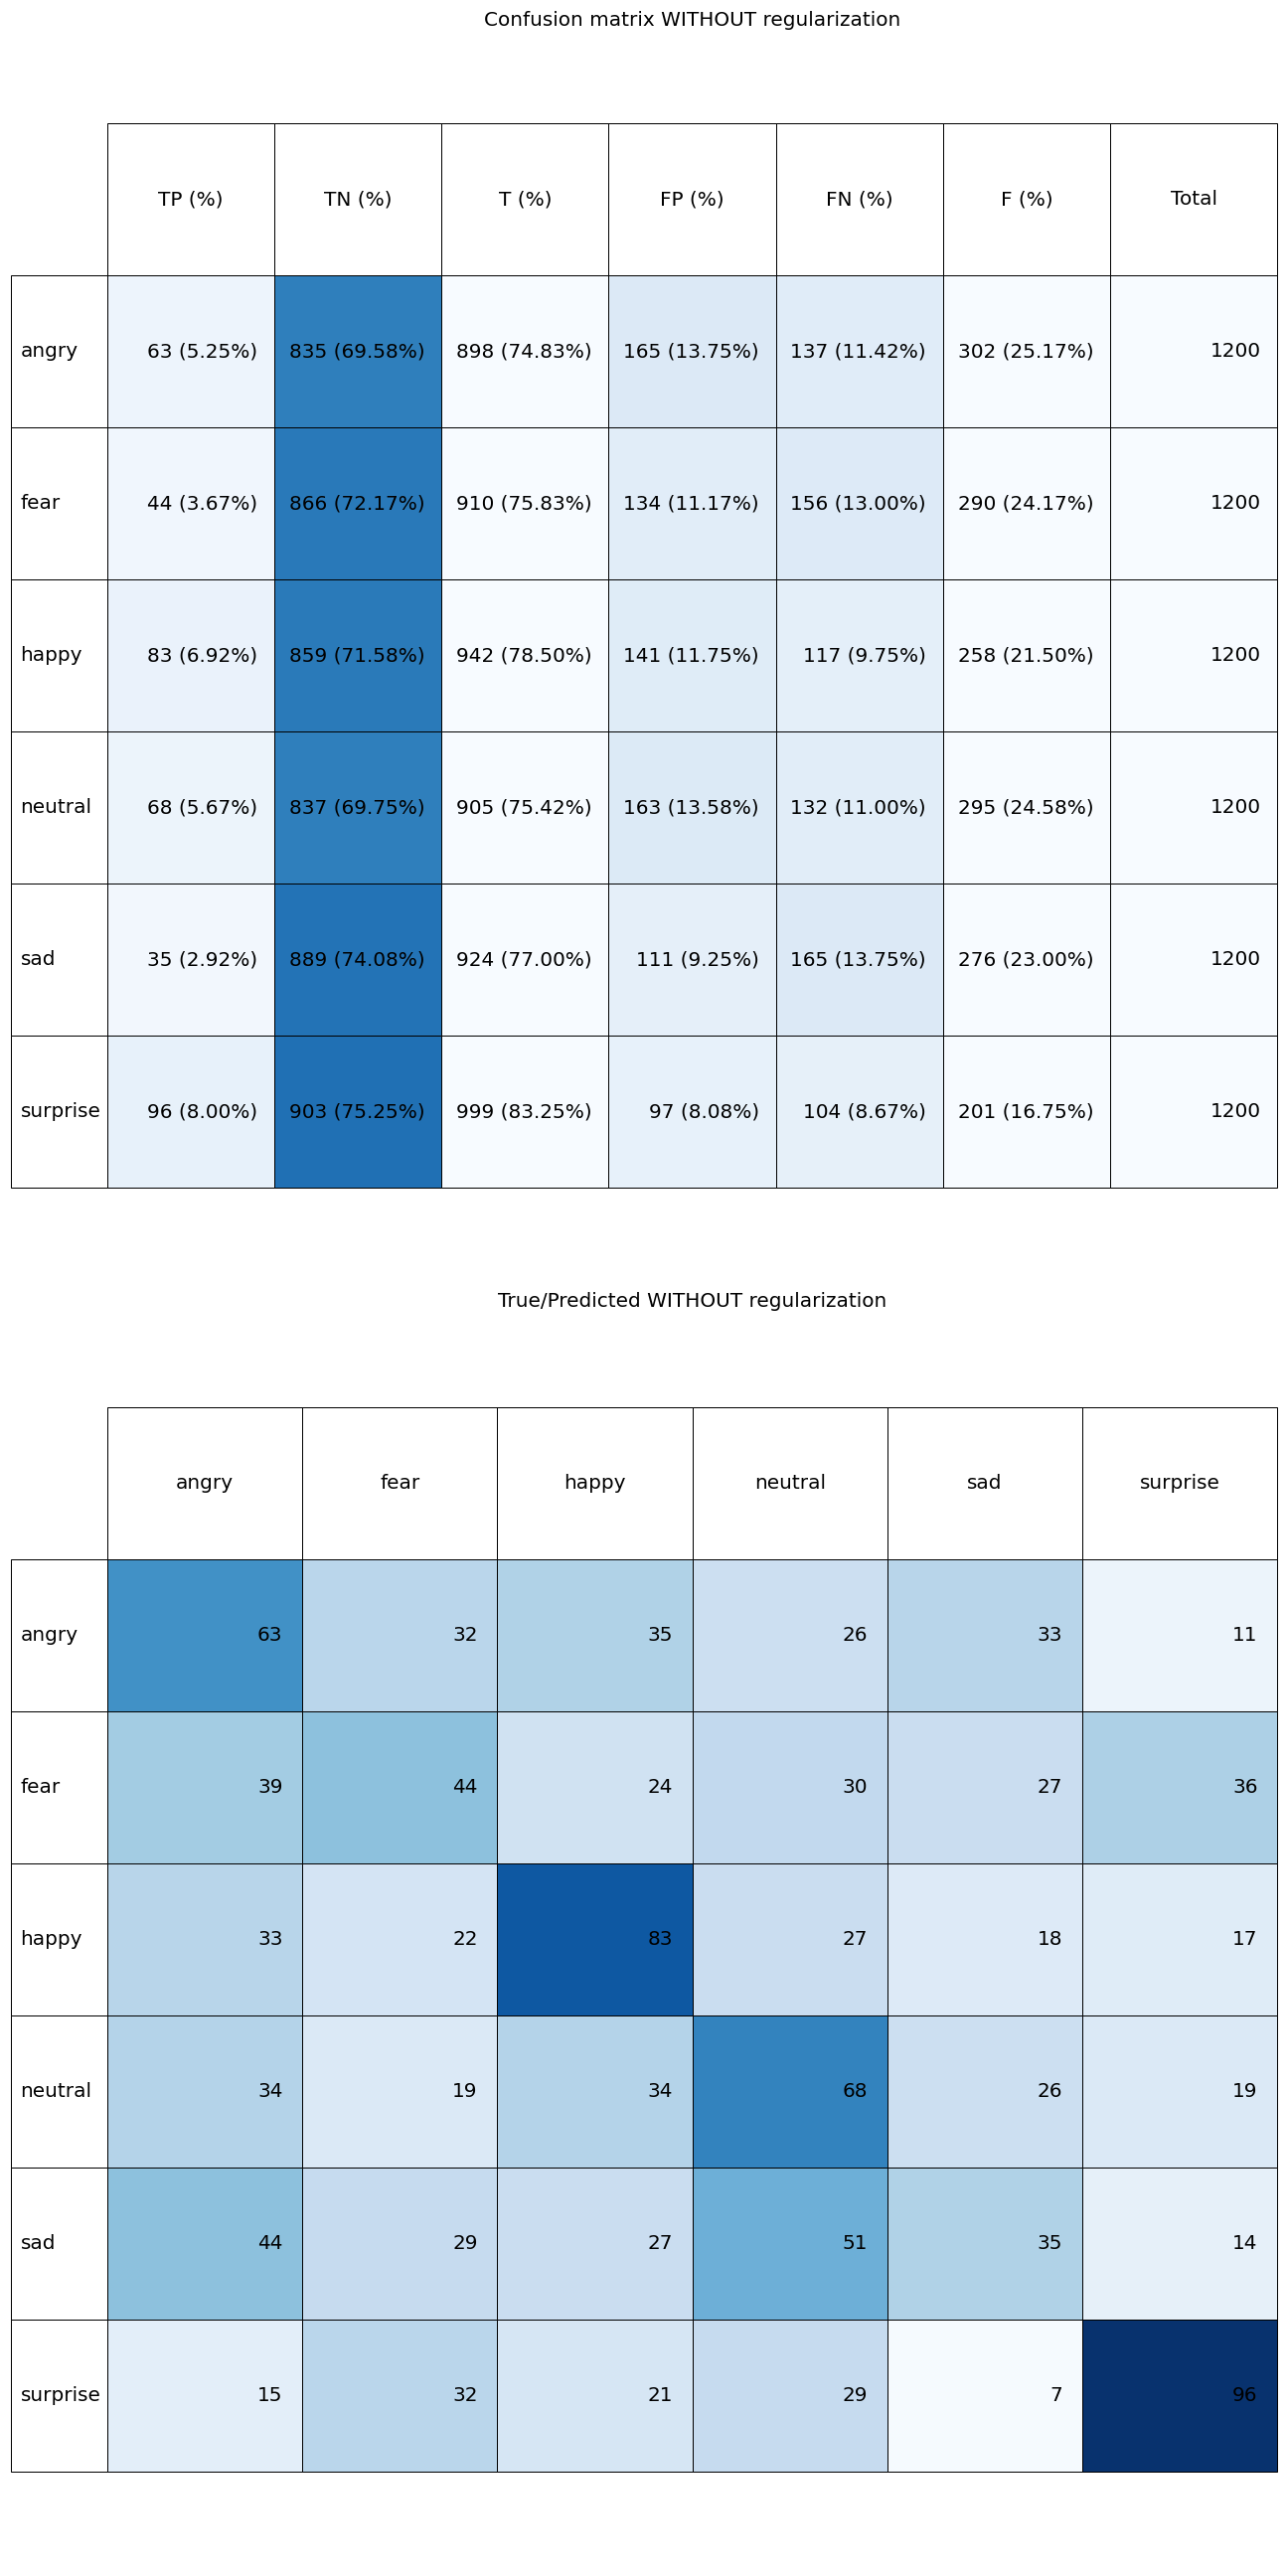 Confusion matrix WITHOUT regularization
TP (%) TN (%) T (%) FP (%) FN (%) F (%) Total
angry 63 (5.25%) 835 (69.58%) 898 (74.83%) 165 (13.75%) 137 (11.42%) 302 (25.17%) 1200
fear 44 (3.67%) 866 (72.17%) 910 (75.83%) 134 (11.17%) 156 (13.00%) 290 (24.17%) 1200
happy 83 (6.92%) 859 (71.58%) 942 (78.50%) 141 (11.75%) 117 (9.75%) 258 (21.50%) 1200
neutral 68 (5.67%) 837 (69.75%) 905 (75.42%) 163 (13.58%) 132 (11.00%) 295 (24.58%) 1200
sad 35 (2.92%) 889 (74.08%) 924 (77.00%) 111 (9.25%) 165 (13.75%) 276 (23.00%) 1200
surprise 96 (8.00%) 903 (75.25%) 999 (83.25%) 97 (8.08%) 104 (8.67%) 201 (16.75%) 1200
True/Predicted WITHOUT regularization
angry fear happy neutral sad surprise
angry 63 32 35 26 33 11
fear 39 44 24 30 27 36
happy 33 22 83 27 18 17
neutral 34 19 34 68 26 19
sad 44 29 27 51 35 14
surprise 15 32 21 29 7 96